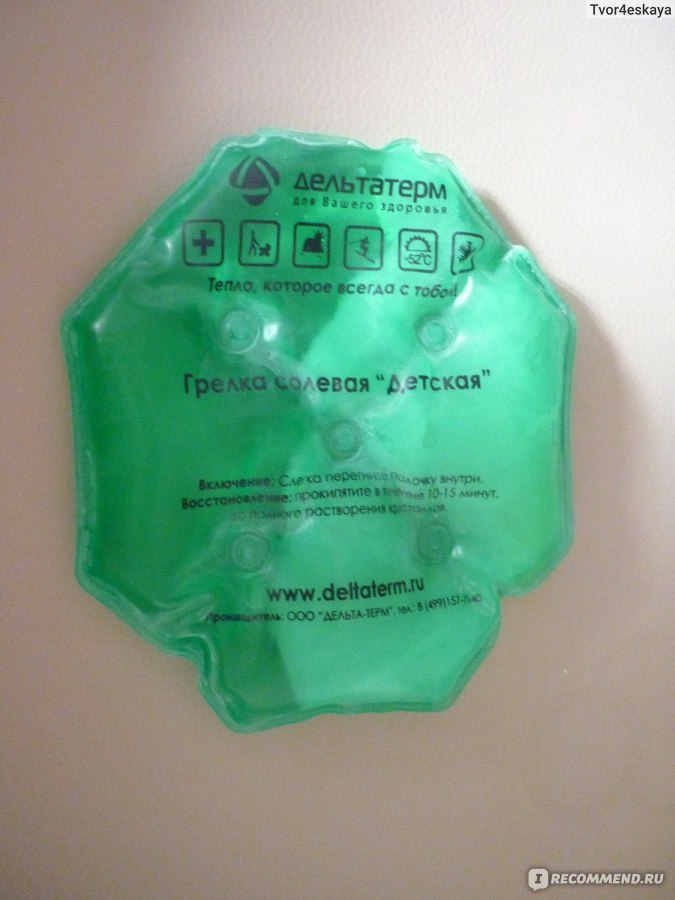 Tvor4eskaya
дельтатерм
для Вашего здоровья
+52°C
Тепло, которое всегда с тобой!
Грелка солевая "Детская"
Включение: Слегка перегните палочку внутри.
Восстановление: прокипятите в течение 10-15 минут,
до полного растворения кристаллов.
www.deltaterm.ru
Производитель: ООО "ДЕЛЬТА-ТЕРМ", тел.: 8 (499)157-
IRECOMMEND.RU